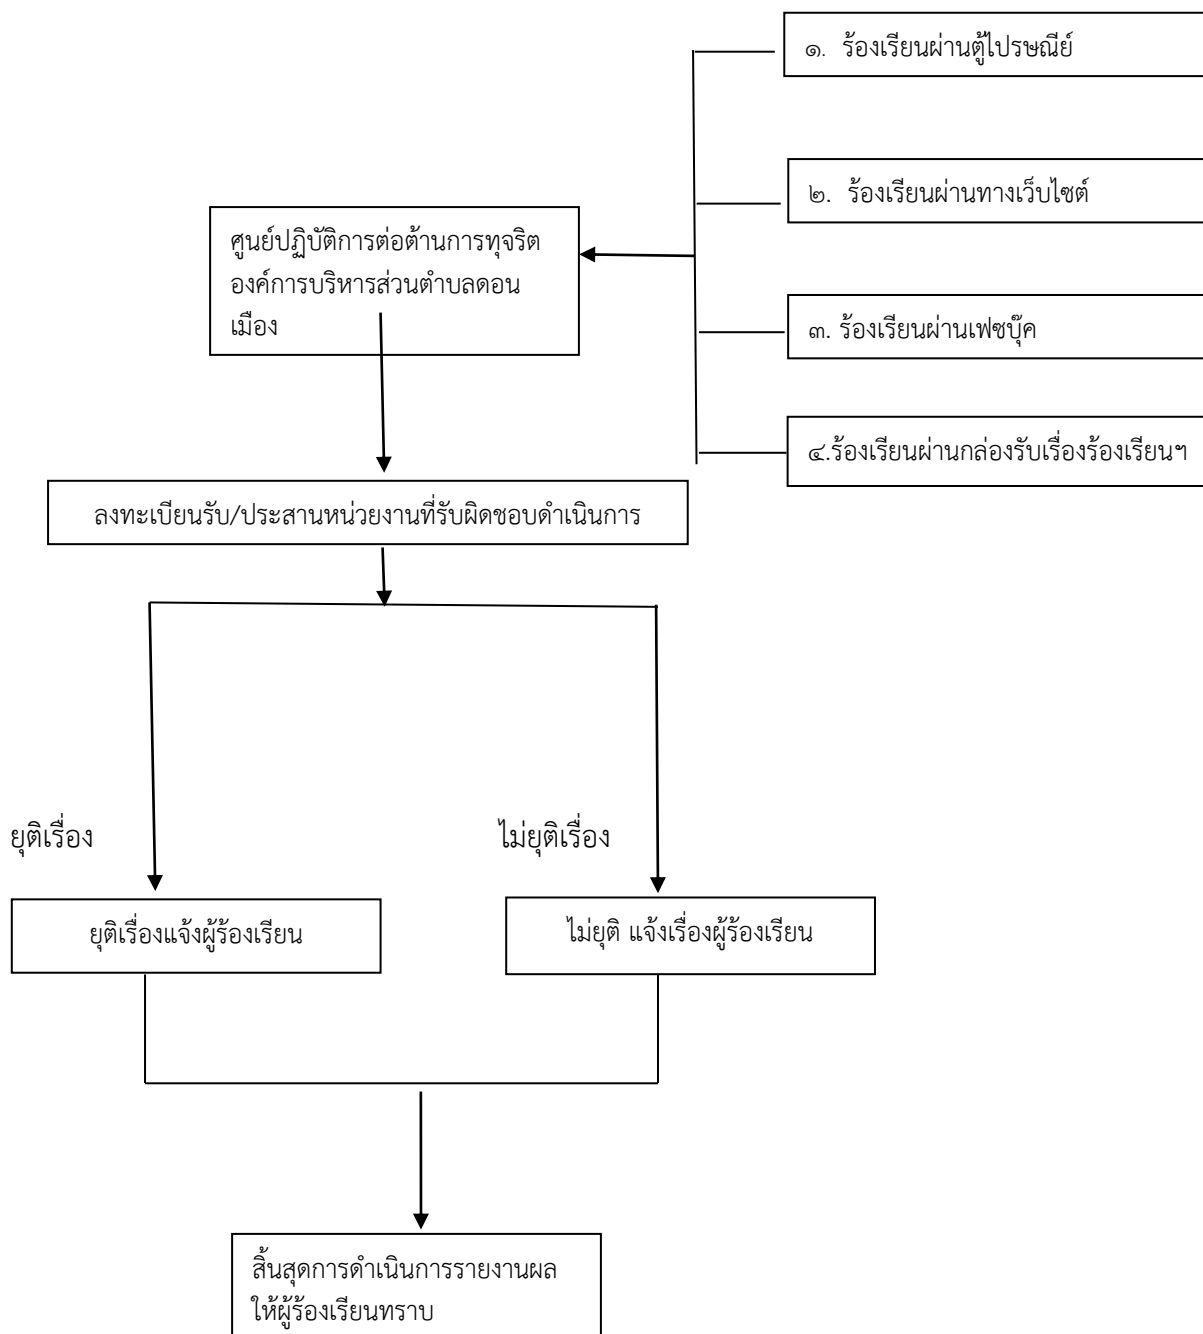 ๑. ร้องเรียนผ่านตู้ไปรษณีย์
๒. ร้องเรียนผ่านทางเว็บไซต์
ศูนย์ปฏิบัติการต่อต้านการทุจริต
องค์การบริหารส่วนตำบลดอน
เมือง
๓. ร้องเรียนผ่านเฟซบุ๊ค
๔.ร้องเรียนผ่านกล่องรับเรื่องร้องเรียนฯ
ลงทะเบียนรับ/ประสานหน่วยงานที่รับผิดชอบดำเนินการ
ยุติเรื่อง
ไม่ยุติเรื่อง
ยุติเรื่องแจ้งผู้ร้องเรียน
ไม่ยุติ แจ้งเรื่องผู้ร้องเรียน
สิ้นสุดการดำเนินการรายงานผล
ให้ผู้ร้องเรียนทราบ